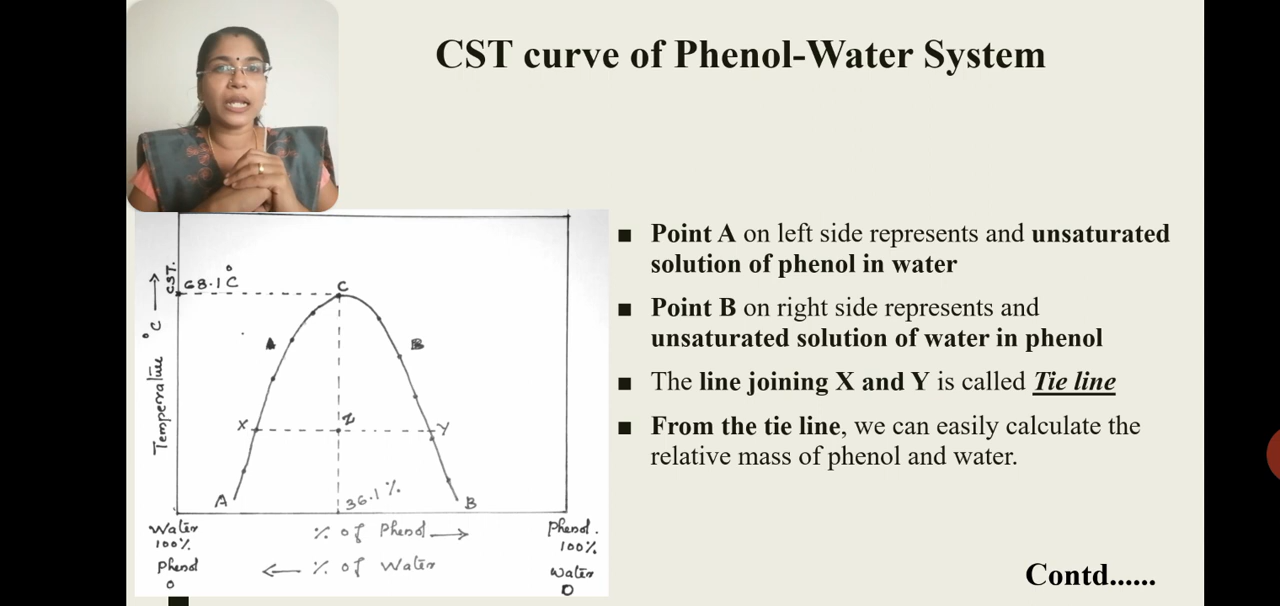 CST curve of Phenol-Water System
■ Point A on left side represents and unsaturated
solution of phenol in water
■ Point B on right side represents and
unsaturated solution of water in phenol
■ The line joining X and Y is called Tie line
■ From the tie line, we can easily calculate the
relative mass of phenol and water.
Contd......
CST.
68.1°C
C
Temperature °C →
A
B
X
Z
Y
A
36.1 %
B
Water
100%
Phenol
0
% of Phenol →
← % of Water
Phenol.
100%
Water
0